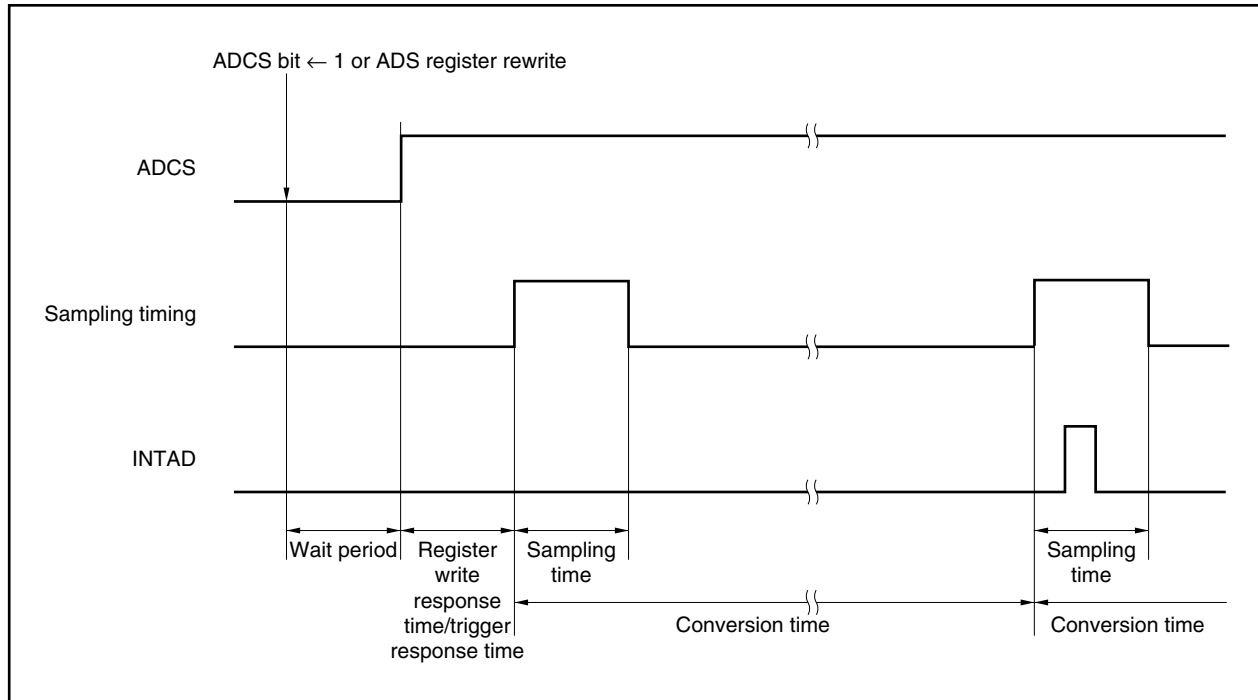 ADCS bit ← 1 or ADS register rewrite
ADCS
Sampling timing
INTAD
Wait period
Register
write
response
time/trigger
response time
Sampling
time
Sampling
time
Conversion time
Conversion time